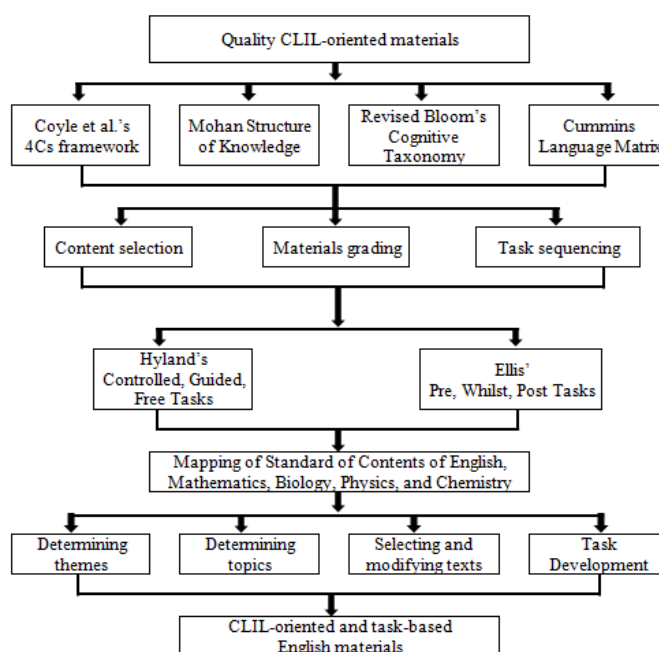 Quality CLIL-oriented materials
Coyle et al.'s
4Cs framework
Mohan Structure
of Knowledge
Revised Bloom's
Cognitive
Taxonomy
Cummins
Language Matrix
Content selection
Materials grading
Task sequencing
Hyland's
Controlled, Guided,
Free Tasks
Ellis'
Pre, Whilst, Post Tasks
Mapping of Standard of Contents of English,
Mathematics, Biology, Physics, and Chemistry
Determining
themes
Determining
topics
Selecting and
modifying texts
Task
Development
CLIL-oriented and task-based
English materials